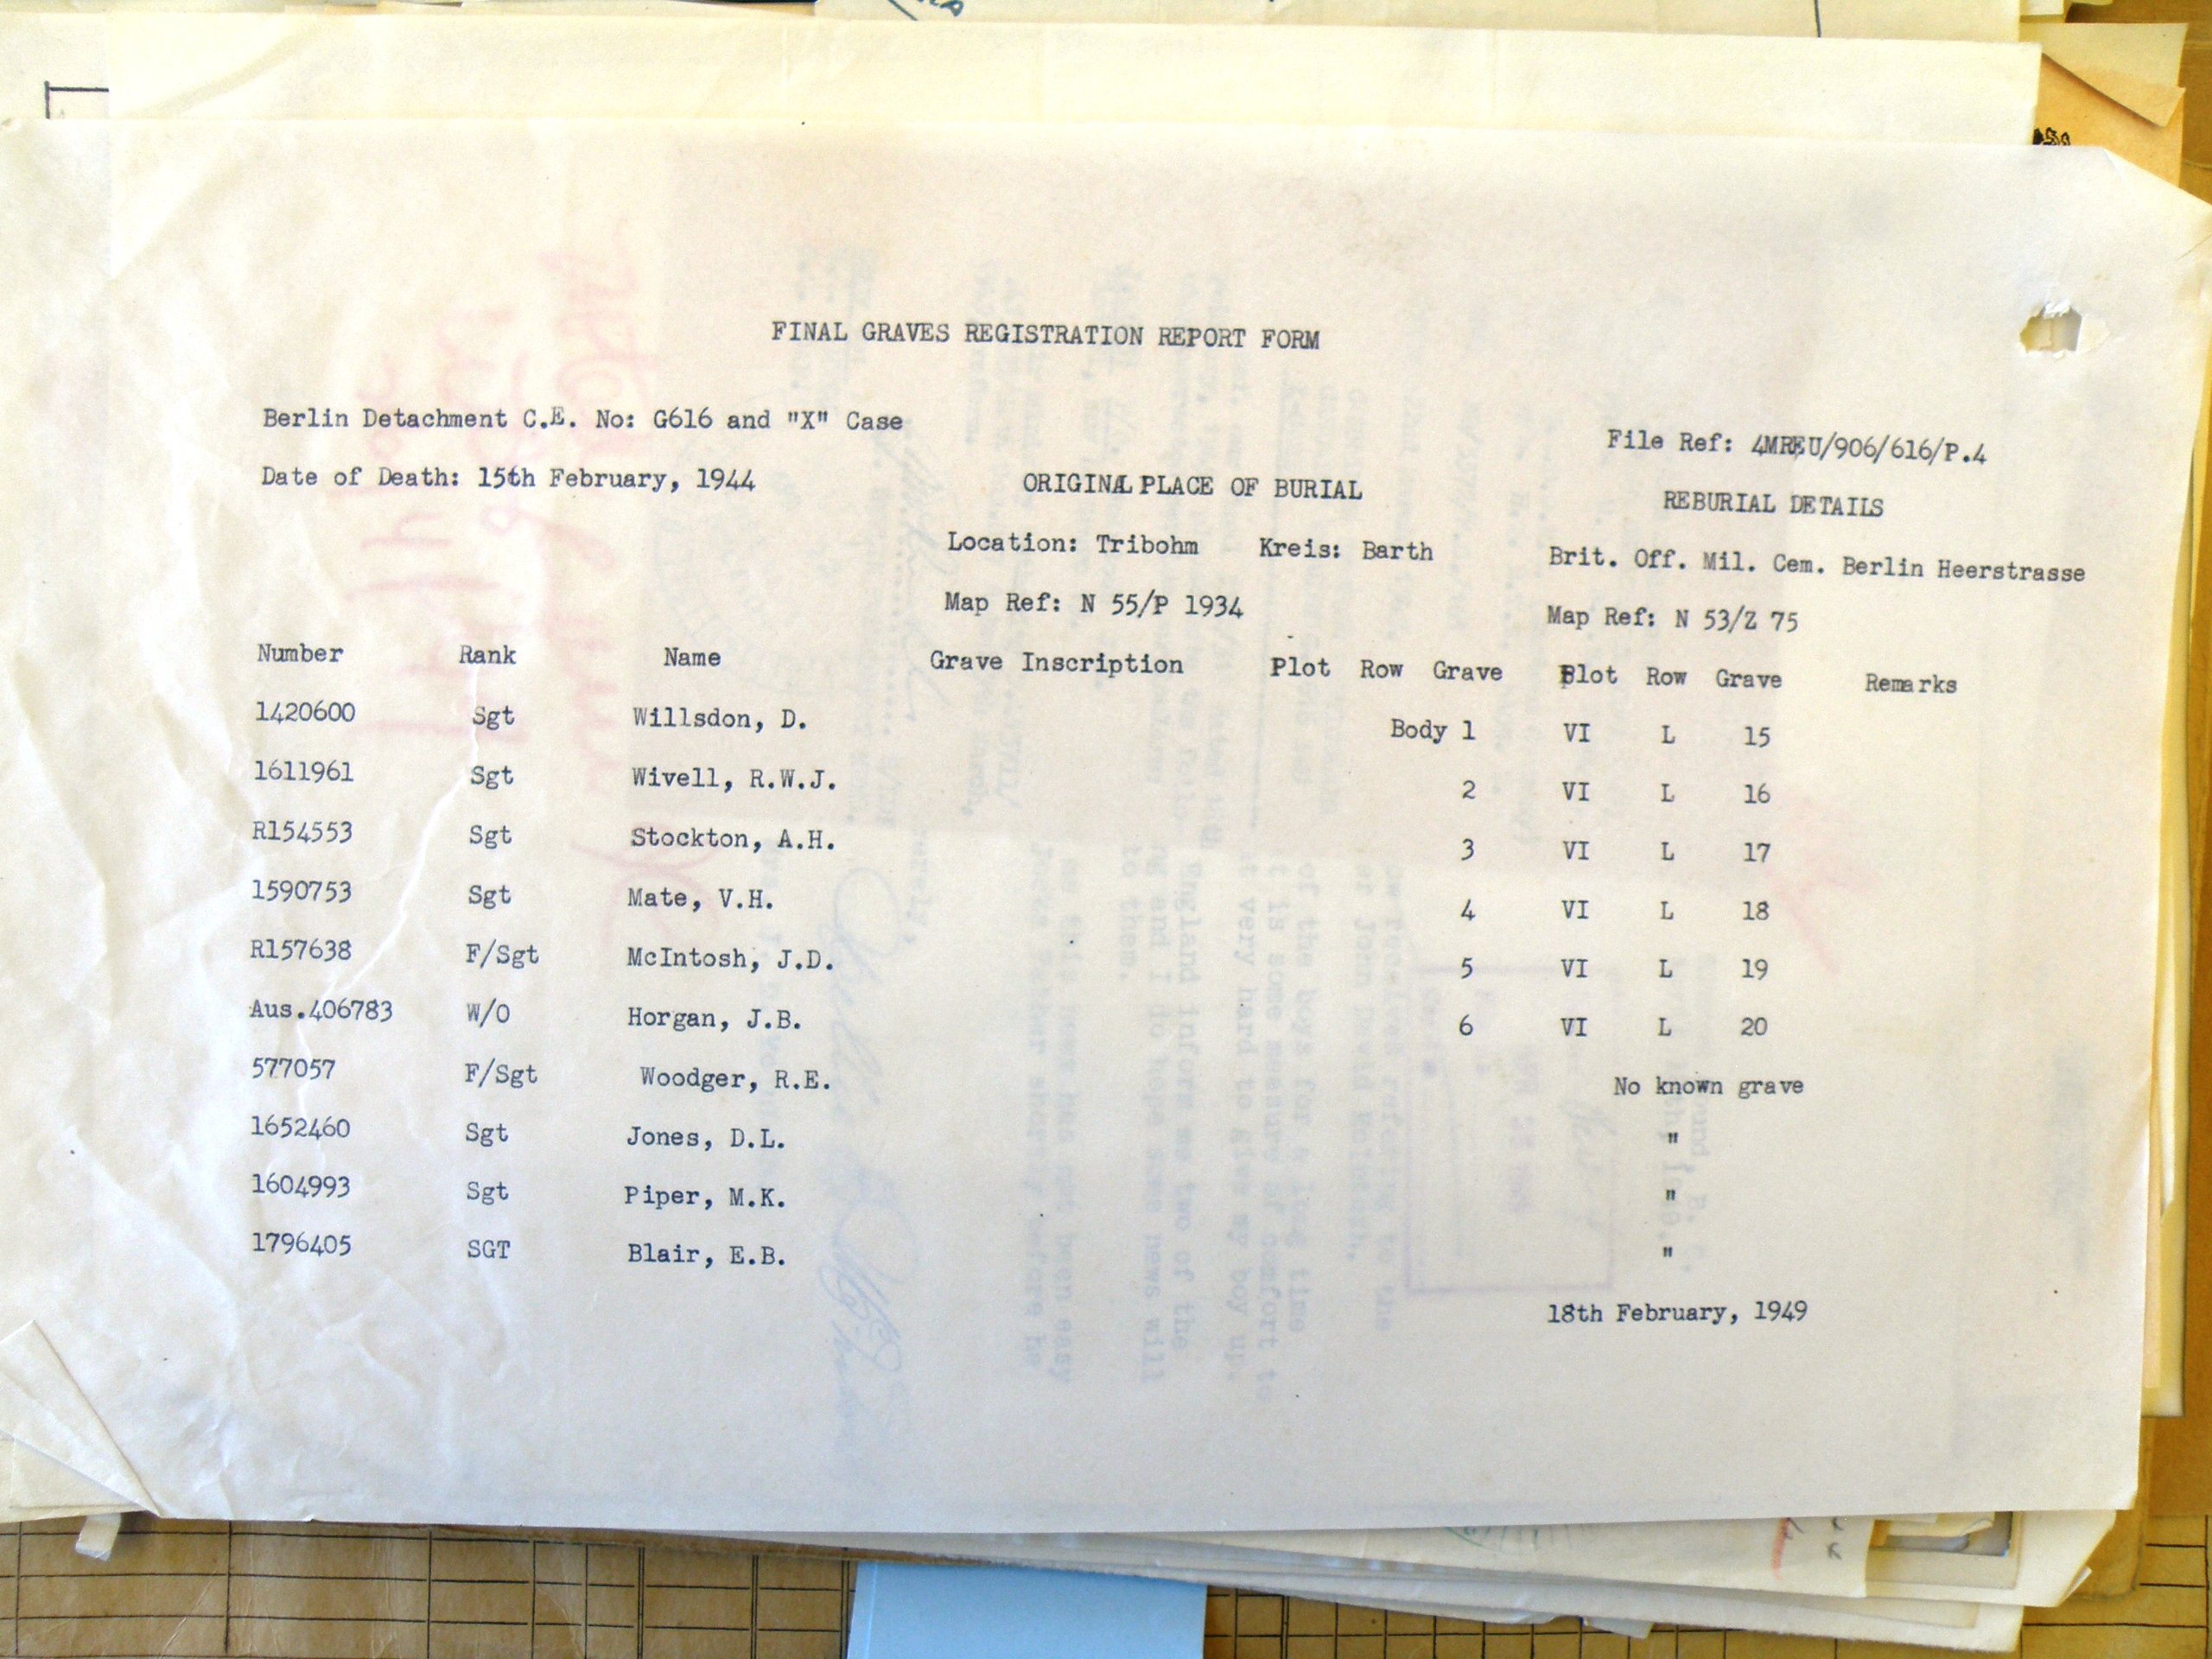 FINAL GRAVES REGISTRATION REPORT FORM
Berlin Detachment C.E. No: G616 and "X" Case
File Ref: 4MREU/906/616/P.4
Date of Death: 15th February, 1944
ORIGINAL PLACE OF BURIAL
REBURIAL DETAILS
Location: Tribohm Kreis: Barth
Brit. Off. Mil. Cem. Berlin Heerstrasse
Map Ref: N 55/P 1934
Map Ref: N 53/Z 75
Number Rank Name Grave Inscription Plot Row Grave Plot Row Grave Remarks
1420600 Sgt Willsdon, D. Body 1 VI L 15
1611961 Sgt Wivell, R.W.J. 2 VI L 16
R154553 Sgt Stockton, A.H. 3 VI L 17
1590753 Sgt Mate, V.H. 4 VI L 18
R157638 F/Sgt McIntosh, J.D. 5 VI L 19
Aus.406783 W/O Horgan, J.B. 6 VI L 20
577057 F/Sgt Woodger, R.E. No known grave
1652460 Sgt Jones, D.L. "
1604993 Sgt Piper, M.K. "
1796405 SGT Blair, E.B. "
18th February, 1949